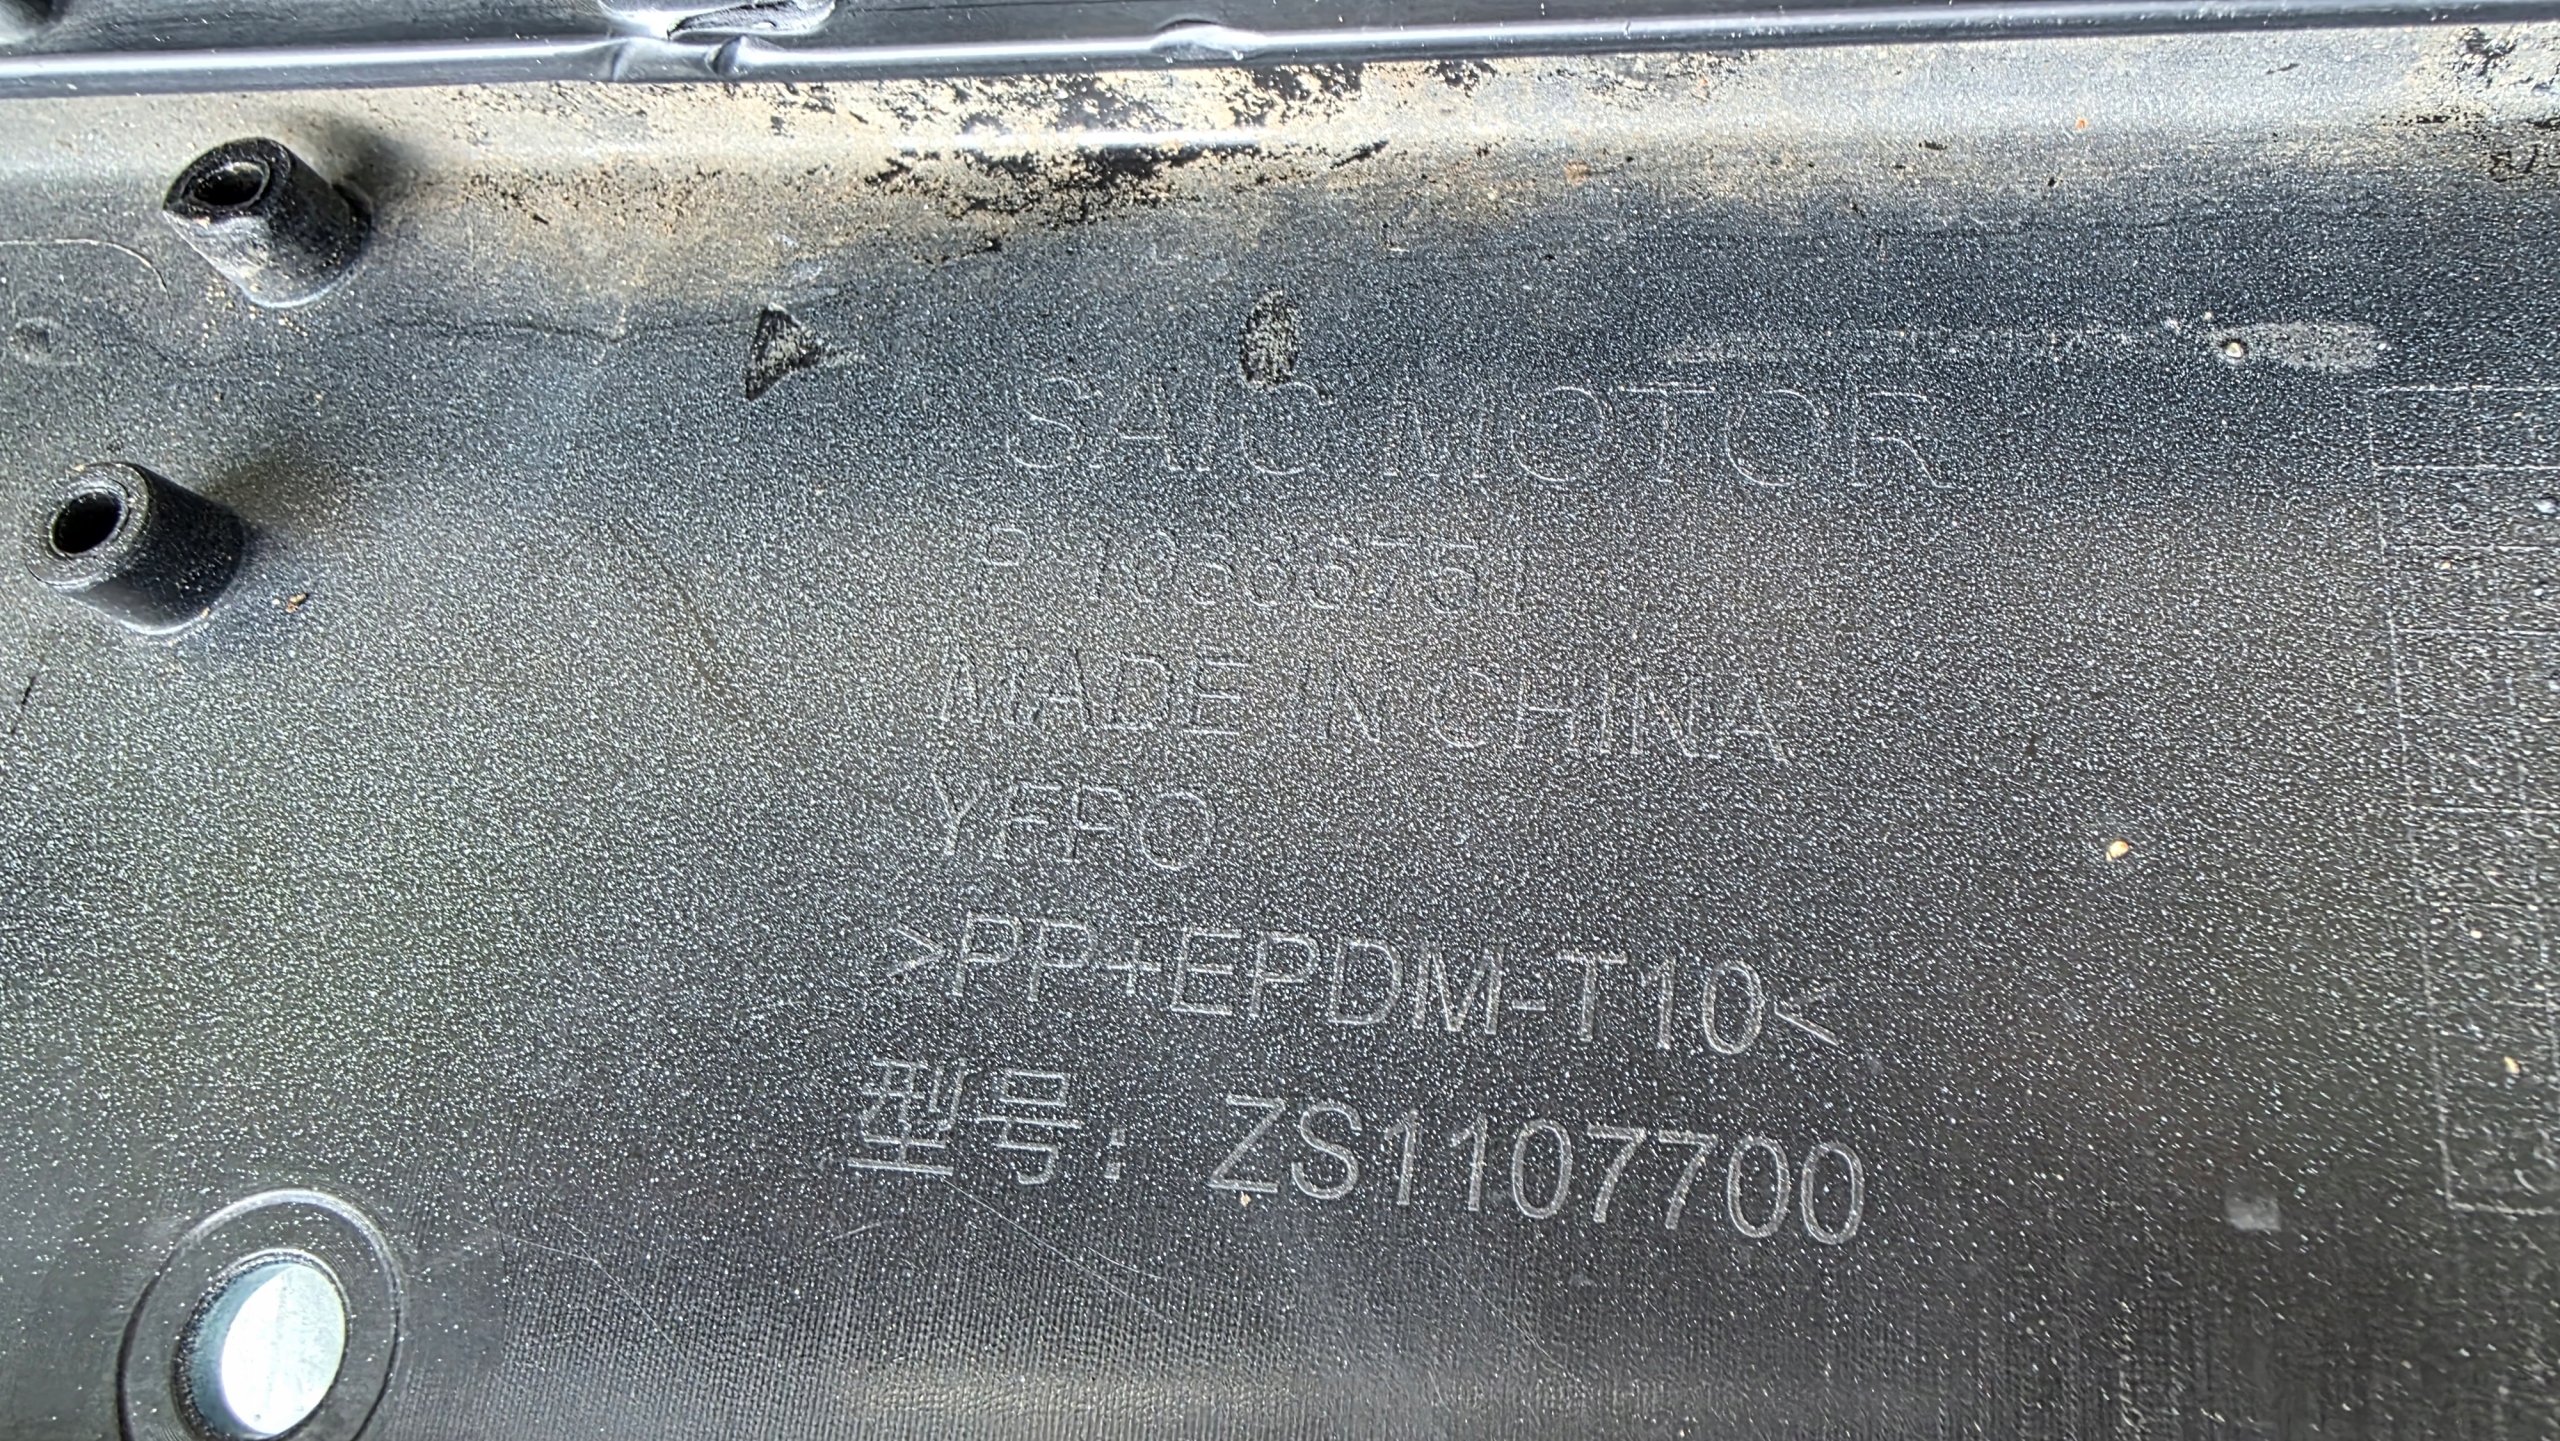 SAIC MOTOR
MADE IN CHINA
YFPO
>PP+EPDM-T10<
型号: ZS1107700